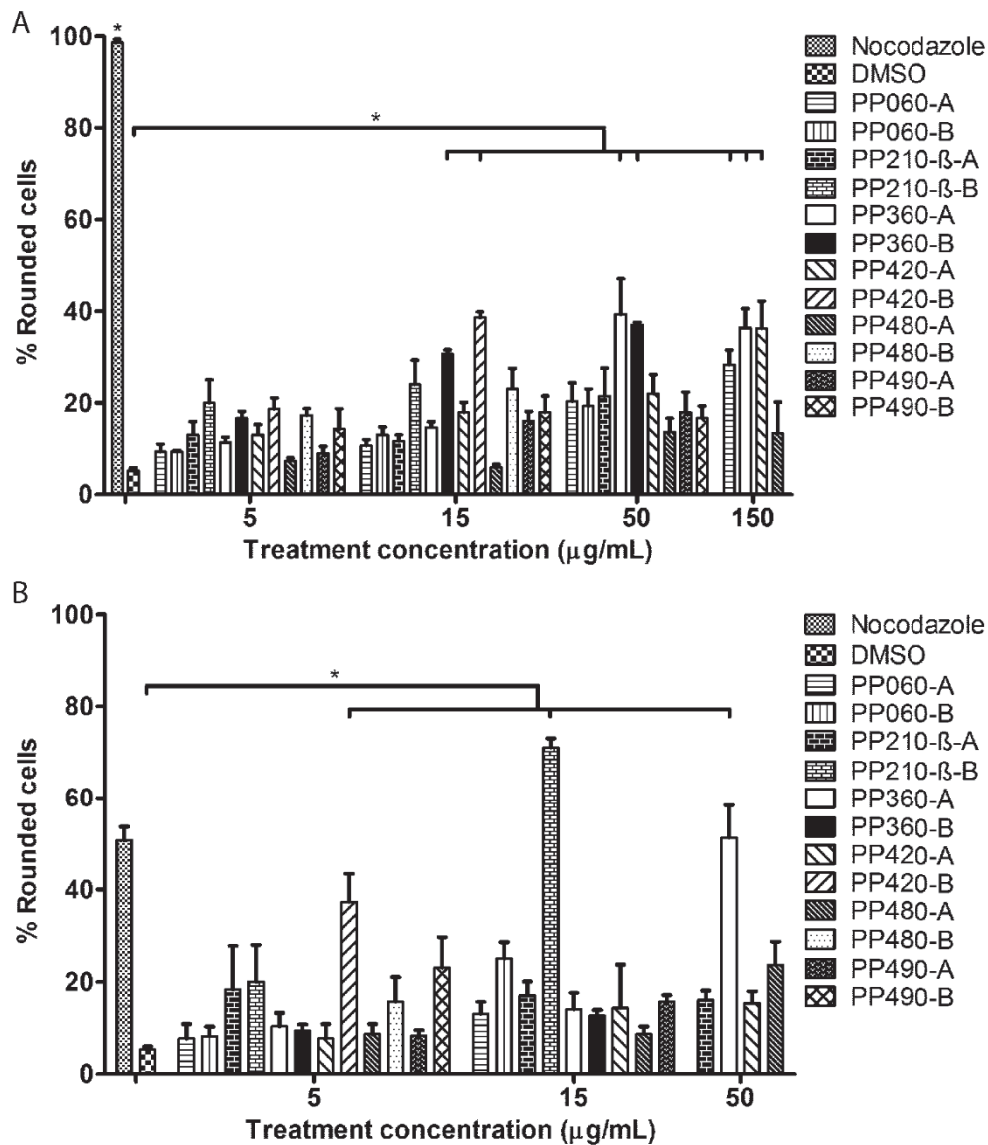 A
*
100
80
60
40
20
0
% Rounded cells
*
5 15 50 150
Treatment concentration (μg/mL)
Nocodazole
DMSO
PP060-A
PP060-B
PP210-ß-A
PP210-ß-B
PP360-A
PP360-B
PP420-A
PP420-B
PP480-A
PP480-B
PP490-A
PP490-B
B
100
80
60
40
20
0
% Rounded cells
*
5 15 50
Treatment concentration (μg/mL)
Nocodazole
DMSO
PP060-A
PP060-B
PP210-ß-A
PP210-ß-B
PP360-A
PP360-B
PP420-A
PP420-B
PP480-A
PP480-B
PP490-A
PP490-B